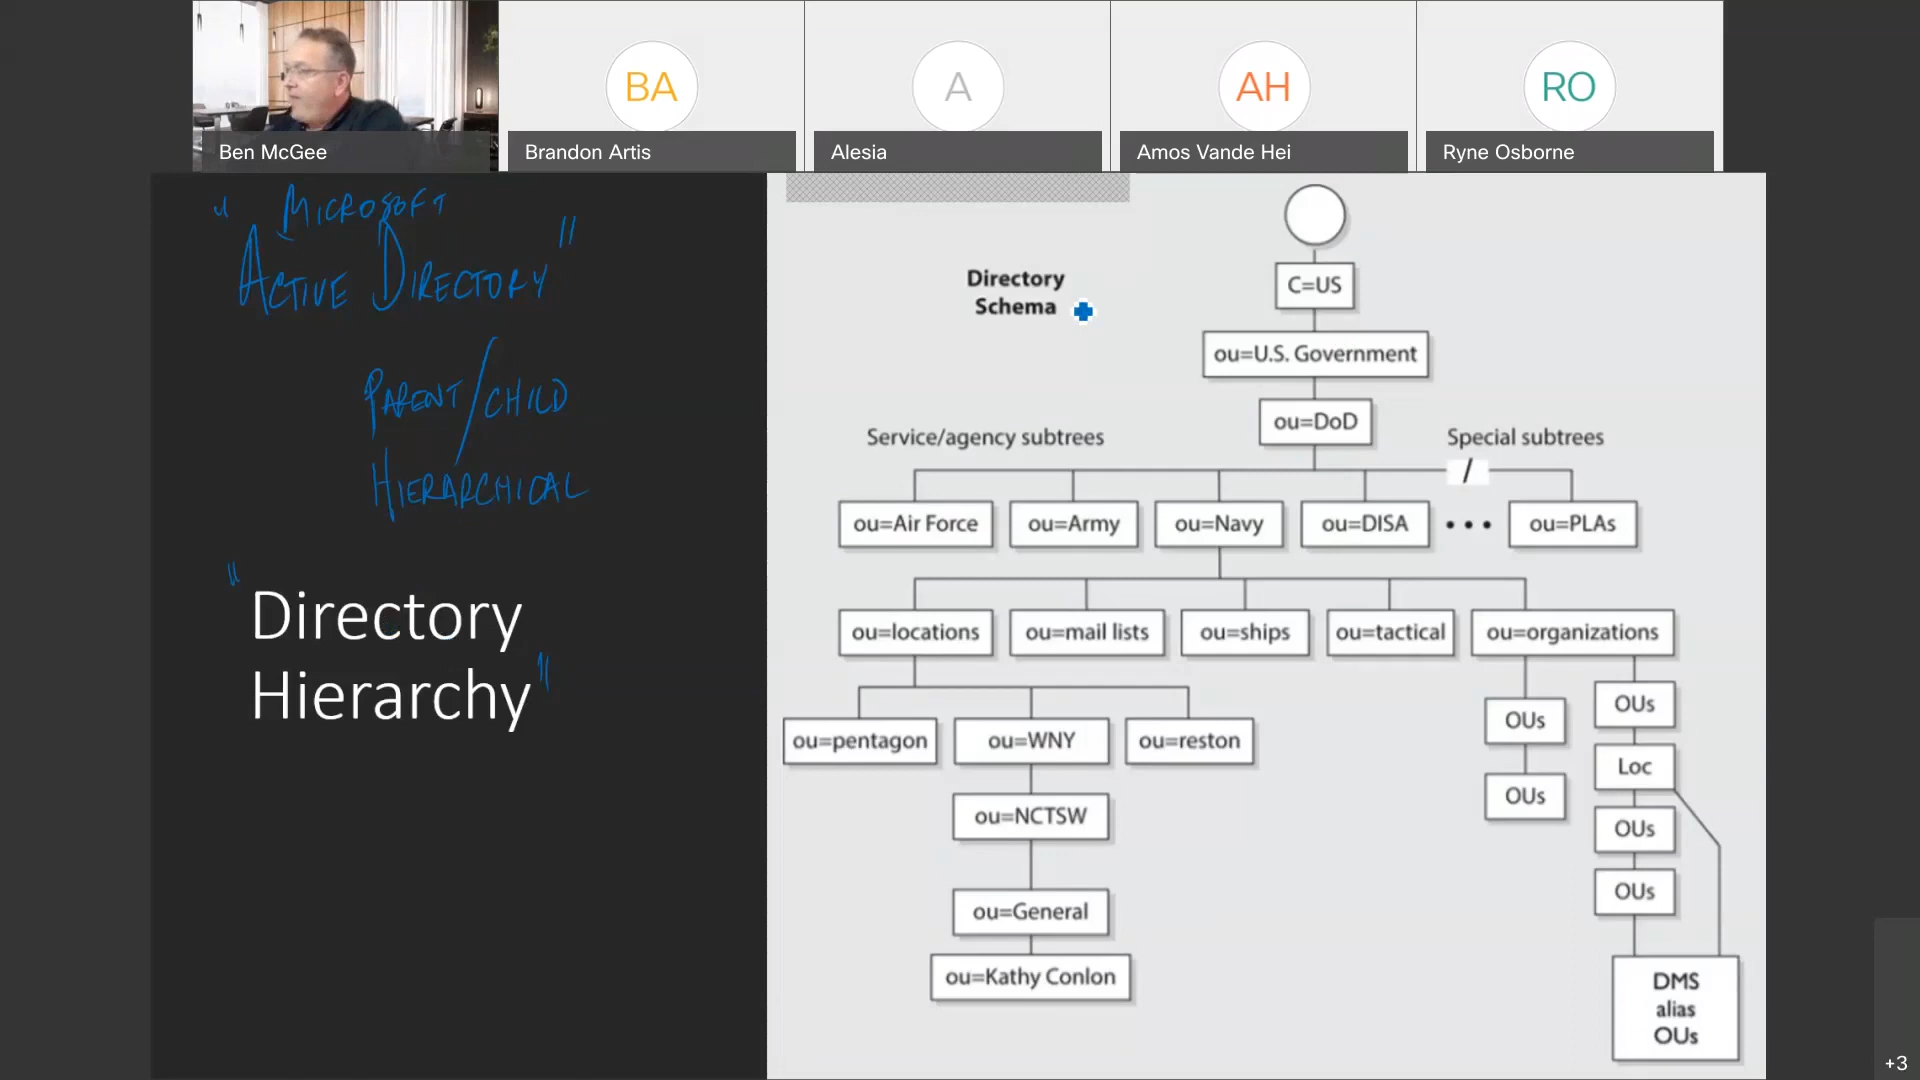 BA
A
AH
RO
Ben McGee
Brandon Artis
Alesia
Amos Vande Hei
Ryne Osborne
" MICROSOFT
ACTIVE DIRECTORY "
PARENT / CHILD
HIERARCHICAL
" Directory
Hierarchy "
Directory
Schema
C=US
ou=U.S. Government
ou=DoD
Service/agency subtrees
Special subtrees
/
ou=Air Force
ou=Army
ou=Navy
ou=DISA
•••
ou=PLAs
ou=locations
ou=mail lists
ou=ships
ou=tactical
ou=organizations
ou=pentagon
ou=WNY
ou=reston
OUs
OUs
OUs
Loc
OUs
OUs
ou=NCTSW
ou=General
ou=Kathy Conlon
DMS
alias
OUs
+3